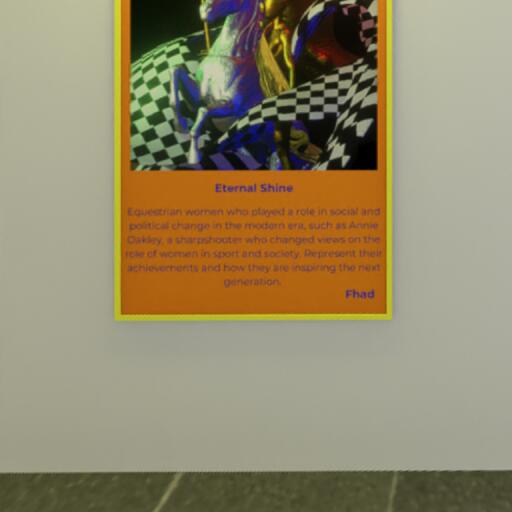 Eternal Shine
Equestrian women who played a role in social and
political change in the modern era, such as Annie
Oakley, a sharpshooter who changed views on the
role of women in sport and society. Represent their
achievements and how they are inspiring the next
generation.
Fhad